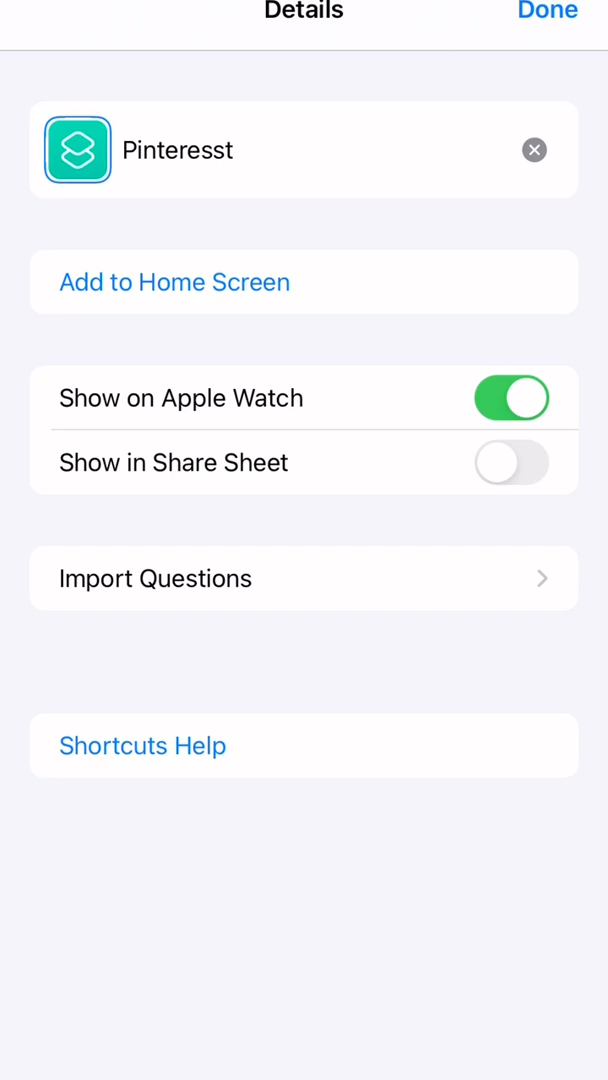 Details
Done
Pinteresst
Add to Home Screen
Show on Apple Watch
Show in Share Sheet
Import Questions
Shortcuts Help